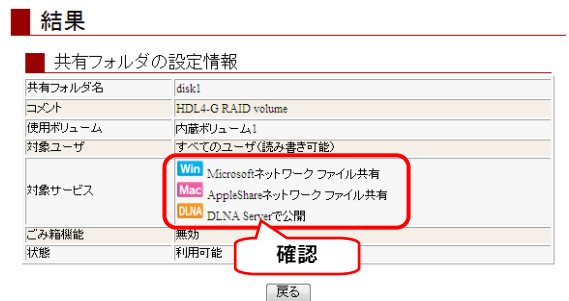 結果
共有フォルダの設定情報
共有フォルダ名 disk1
コメント HDL4-G RAID volume
使用ボリューム 内蔵ボリューム1
対象ユーザ すべてのユーザ(読み書き可能)
対象サービス
Win Microsoftネットワーク ファイル共有
Mac AppleShareネットワーク ファイル共有
DLNA DLNA Serverで公開
ごみ箱機能 無効
状態 利用可能
確認
戻る